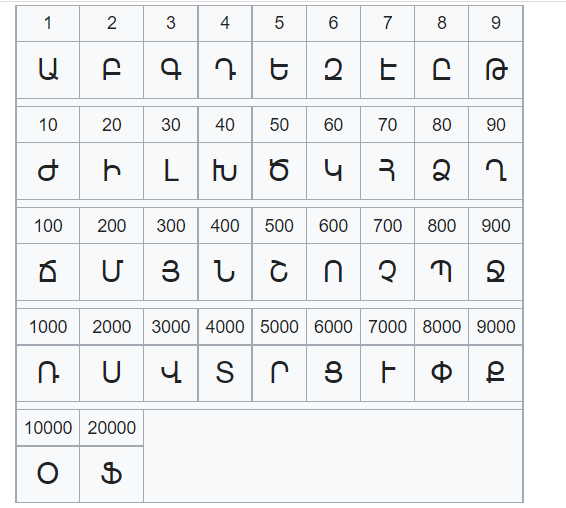 1 2 3 4 5 6 7 8 9
Ա Բ Գ Դ Ե Զ Է Ը Թ
10 20 30 40 50 60 70 80 90
Ժ Ի Լ Խ Ծ Կ Հ Ձ Ղ
100 200 300 400 500 600 700 800 900
Ճ Մ Յ Ն Շ Ո Չ Պ Ջ
1000 2000 3000 4000 5000 6000 7000 8000 9000
Ռ Ս Վ Տ Ր Ց Ւ Փ Ք
10000 20000
Օ Ֆ